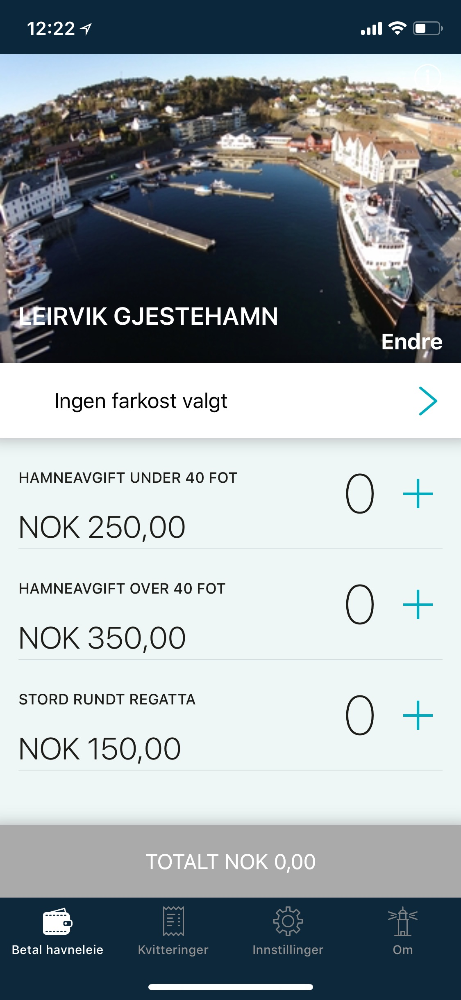 12:22
LEIRVIK GJESTEHAMN
Endre
Ingen farkost valgt
HAMNEAVGIFT UNDER 40 FOT
0
NOK 250,00
HAMNEAVGIFT OVER 40 FOT
0
NOK 350,00
STORD RUNDT REGATTA
0
NOK 150,00
TOTALT NOK 0,00
Betal havneleie
Kvitteringer
Innstillinger
Om